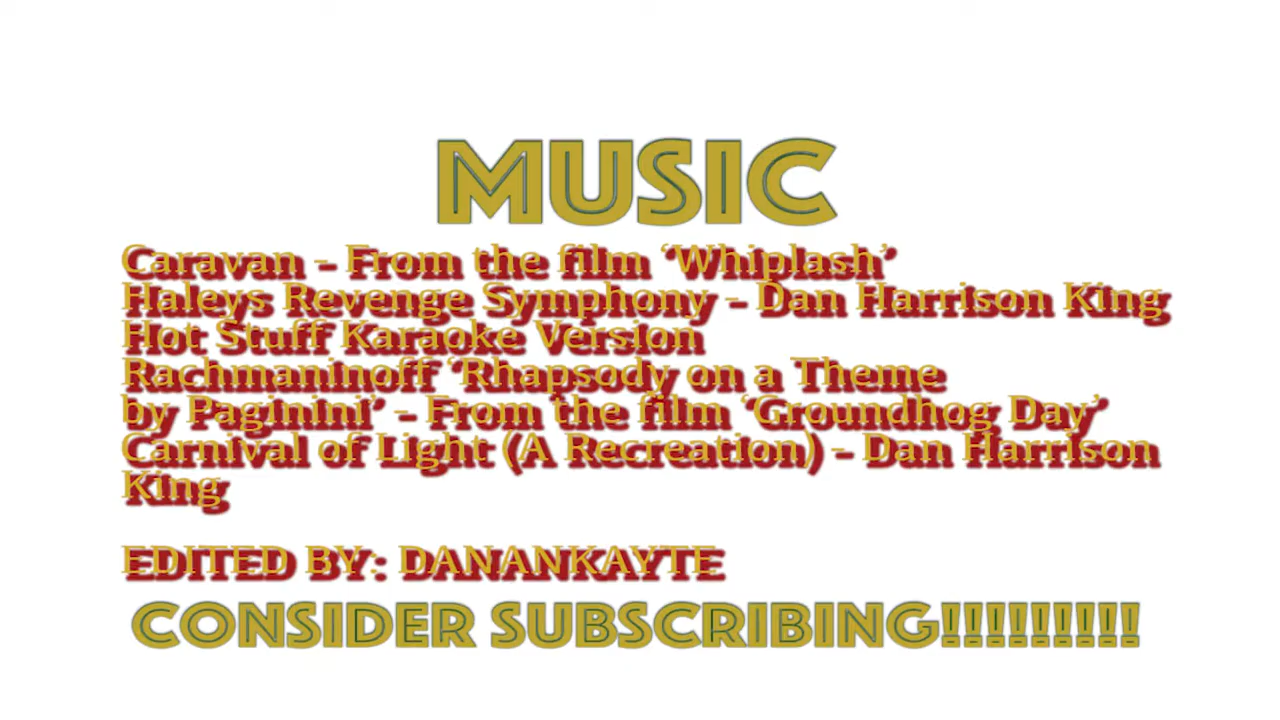 MUSIC
Caravan - From the film ‘Whiplash’
Haleys Revenge Symphony - Dan Harrison King
Hot Stuff Karaoke Version
Rachmaninoff ‘Rhapsody on a Theme
by Paginini’ - From the film ‘Groundhog Day’
Carnival of Light (A Recreation) - Dan Harrison
King
EDITED BY: DANANKAYTE
CONSIDER SUBSCRIBING!!!!!!!!!